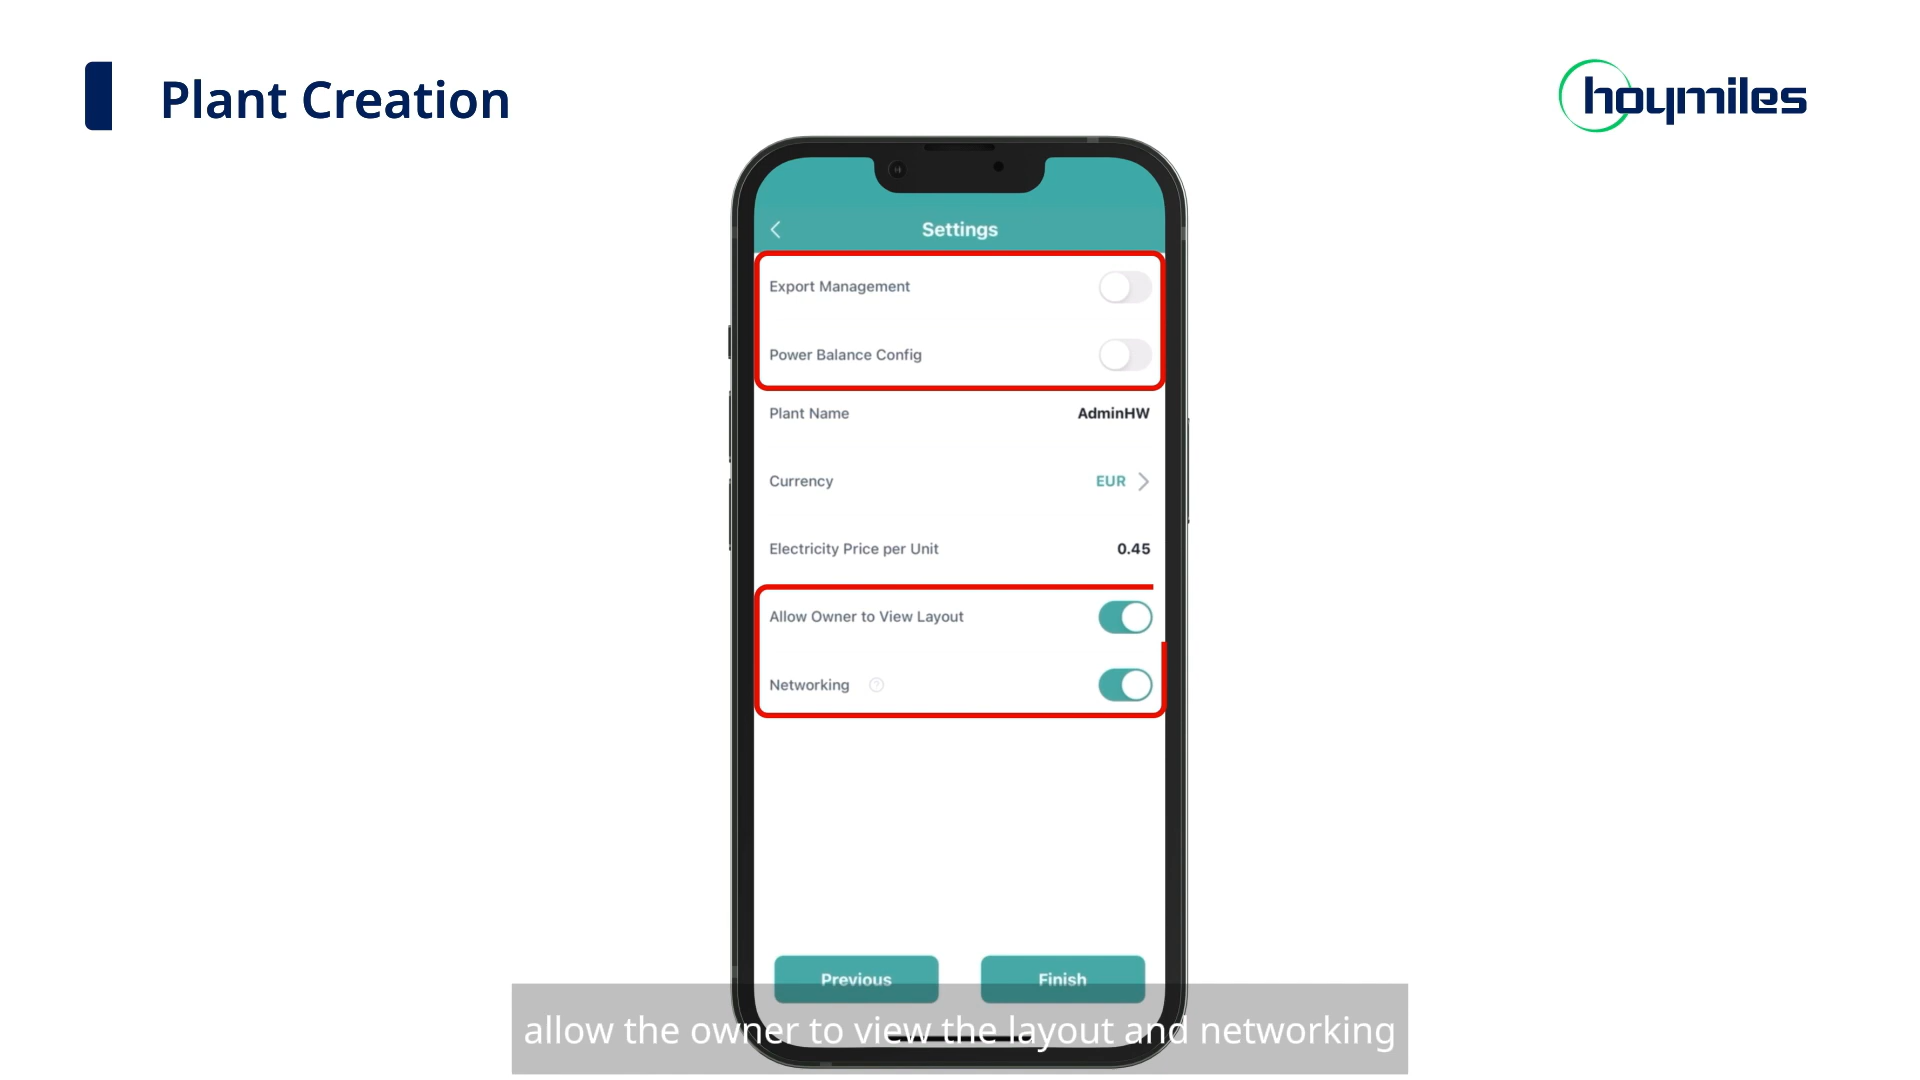 Plant Creation
hoymiles
Settings
Export Management
Power Balance Config
Plant Name AdminHW
Currency EUR
Electricity Price per Unit 0.45
Allow Owner to View Layout
Networking ?
Previous Finish
allow the owner to view the layout and networking